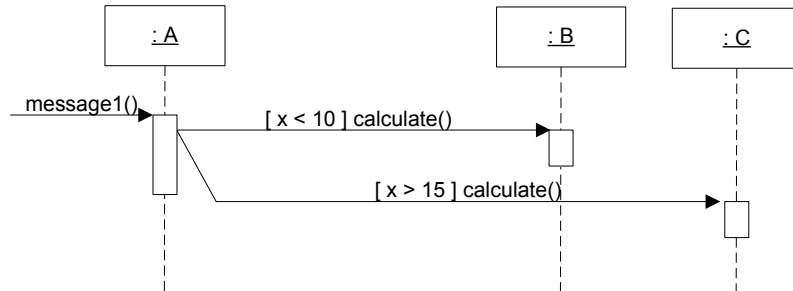 : A
: B
: C
message1()
[ x < 10 ] calculate()
[ x > 15 ] calculate()